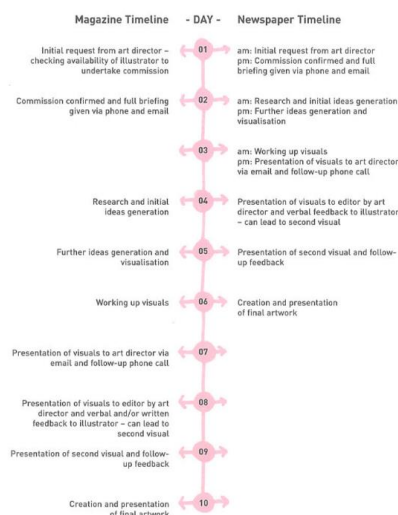 Magazine Timeline - DAY - Newspaper Timeline
Initial request from art director –
checking availability of illustrator to
undertake commission
01
am: Initial request from art director
pm: Commission confirmed and full
briefing given via phone and email
Commission confirmed and full briefing
given via phone and email
02
am: Research and initial ideas generation
pm: Further ideas generation and
visualisation
03
am: Working up visuals
pm: Presentation of visuals to art director
via email and follow-up phone call
Research and initial
ideas generation
04
Presentation of visuals to editor by art
director and verbal feedback to illustrator
– can lead to second visual
Further ideas generation and
visualisation
05
Presentation of second visual and follow-
up feedback
Working up visuals
06
Creation and presentation
of final artwork
Presentation of visuals to art director via
email and follow-up phone call
07
Presentation of visuals to editor by art
director and verbal and/or written
feedback to illustrator – can lead to
second visual
08
Presentation of second visual and follow-
up feedback
09
Creation and presentation
of final artwork
10